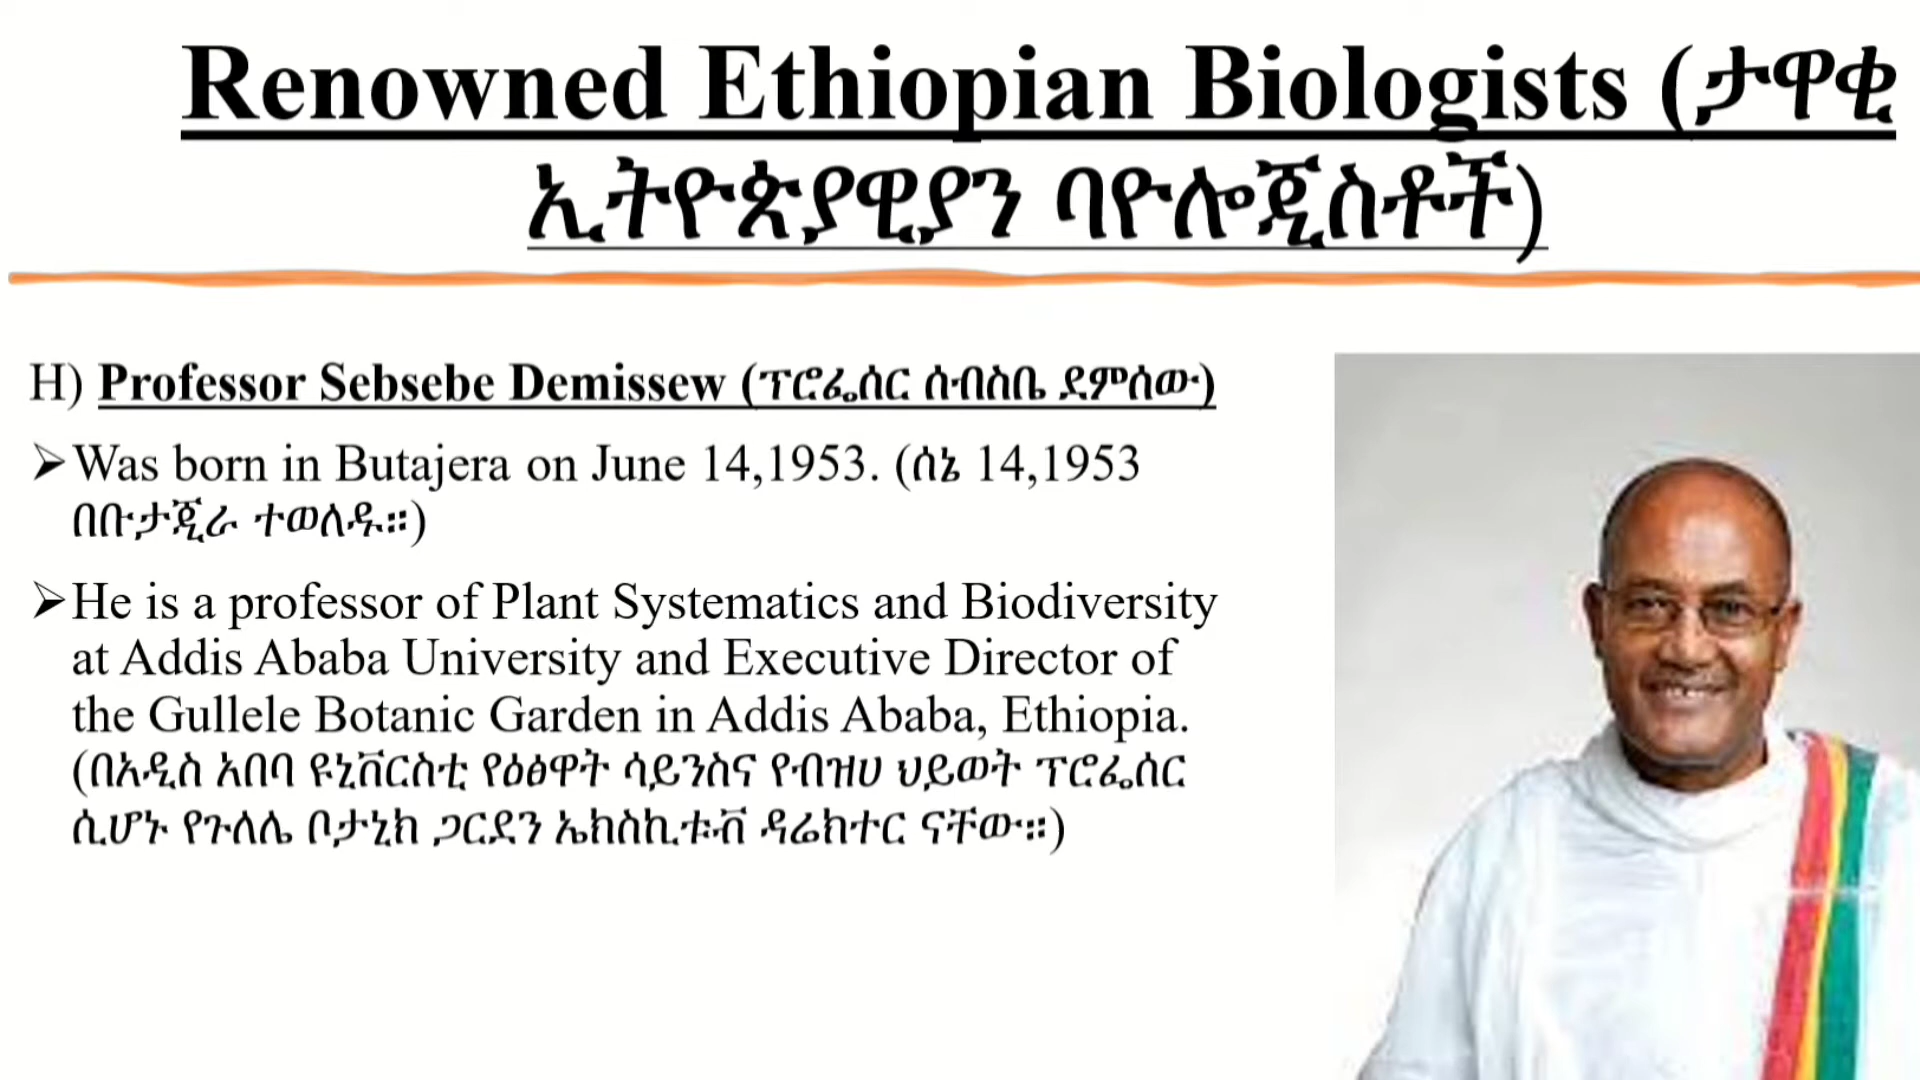 Renowned Ethiopian Biologists (ታዋቂ
ኢትዮጵያዊያን ባዮሎጂስቶች)
H) Professor Sebsebe Demissew (ፕሮፌሰር ሰብስቤ ደምሰው)
➢Was born in Butajera on June 14,1953. (ሰኔ 14,1953
በቡታጂራ ተወለዱ።)
➢He is a professor of Plant Systematics and Biodiversity
at Addis Ababa University and Executive Director of
the Gullele Botanic Garden in Addis Ababa, Ethiopia.
(በአዲስ አበባ ዩኒቨርስቲ የዕፅዋት ሳይንስና የብዝሀ ህይወት ፕሮፌሰር
ሲሆኑ የጉለሌ ቦታኒክ ጋርደን ኤክስኪቱቭ ዳሬክተር ናቸው።)